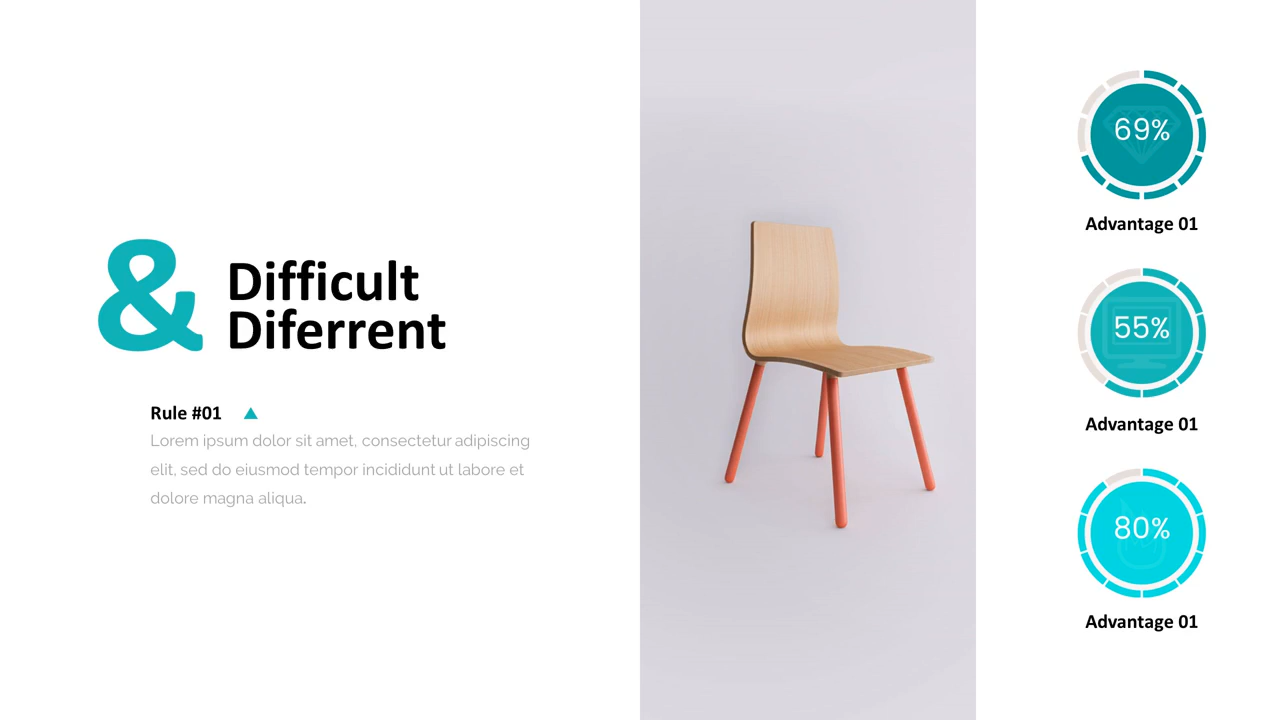 &
Difficult
Diferrent
Rule #01
Lorem ipsum dolor sit amet, consectetur adipiscing
elit, sed do eiusmod tempor incididunt ut labore et
dolore magna aliqua.
69%
Advantage 01
55%
Advantage 01
80%
Advantage 01